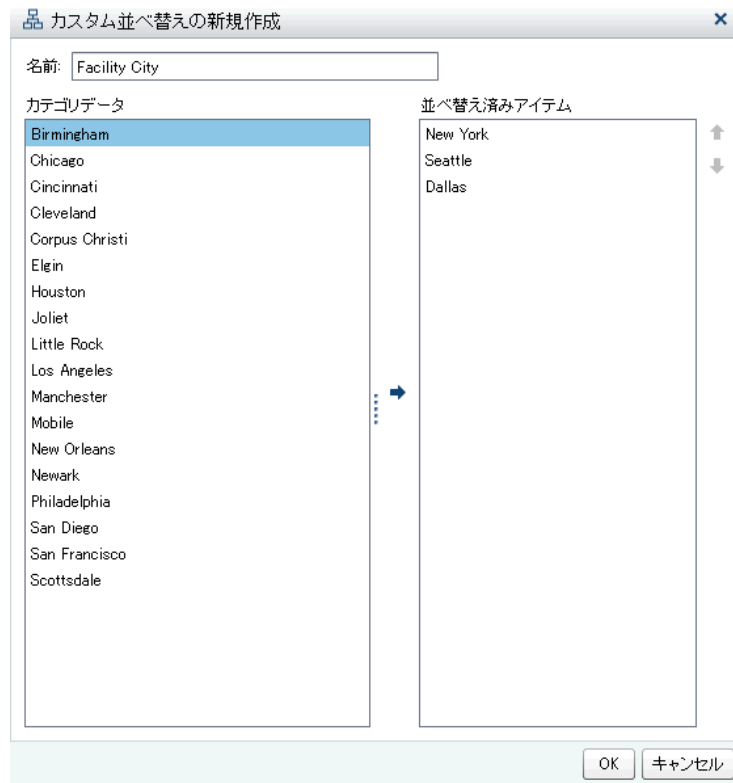 カスタム並べ替えの新規作成
名前: Facility City
カテゴリデータ
Birmingham
Chicago
Cincinnati
Cleveland
Corpus Christi
Elgin
Houston
Joliet
Little Rock
Los Angeles
Manchester
Mobile
New Orleans
Newark
Philadelphia
San Diego
San Francisco
Scottsdale
並べ替え済みアイテム
New York
Seattle
Dallas
OK キャンセル